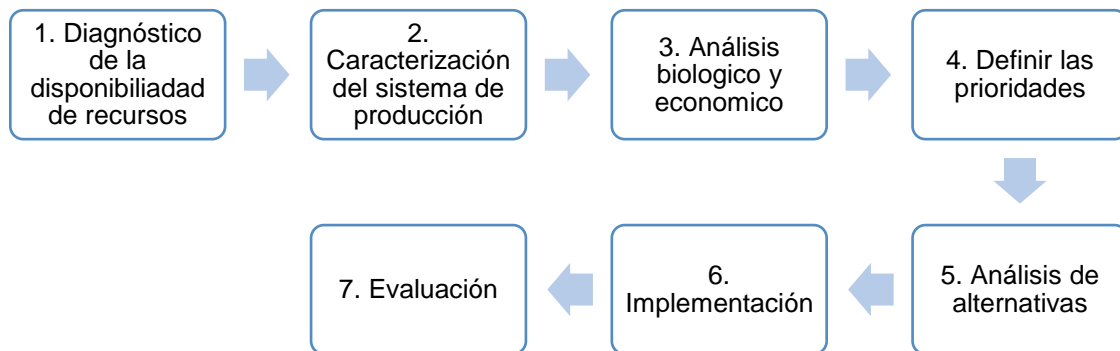 1. Diagnóstico
de la
disponibiliadad
de recursos
2.
Caracterización
del sistema de
producción
3. Análisis
biologico y
economico
4. Definir las
prioridades
5. Análisis de
alternativas
6.
Implementación
7. Evaluación